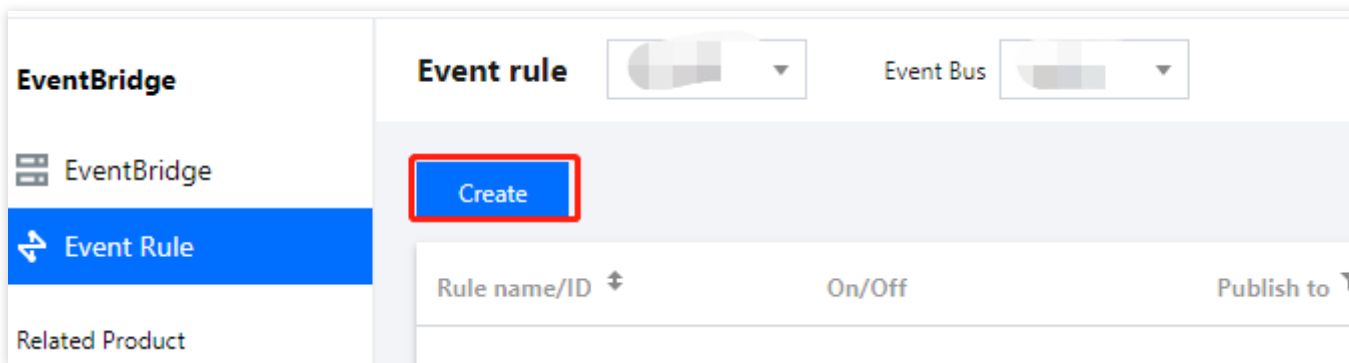 EventBridge
EventBridge
Event Rule
Related Product
Event rule
Event Bus
Create
Rule name/ID On/Off Publish to